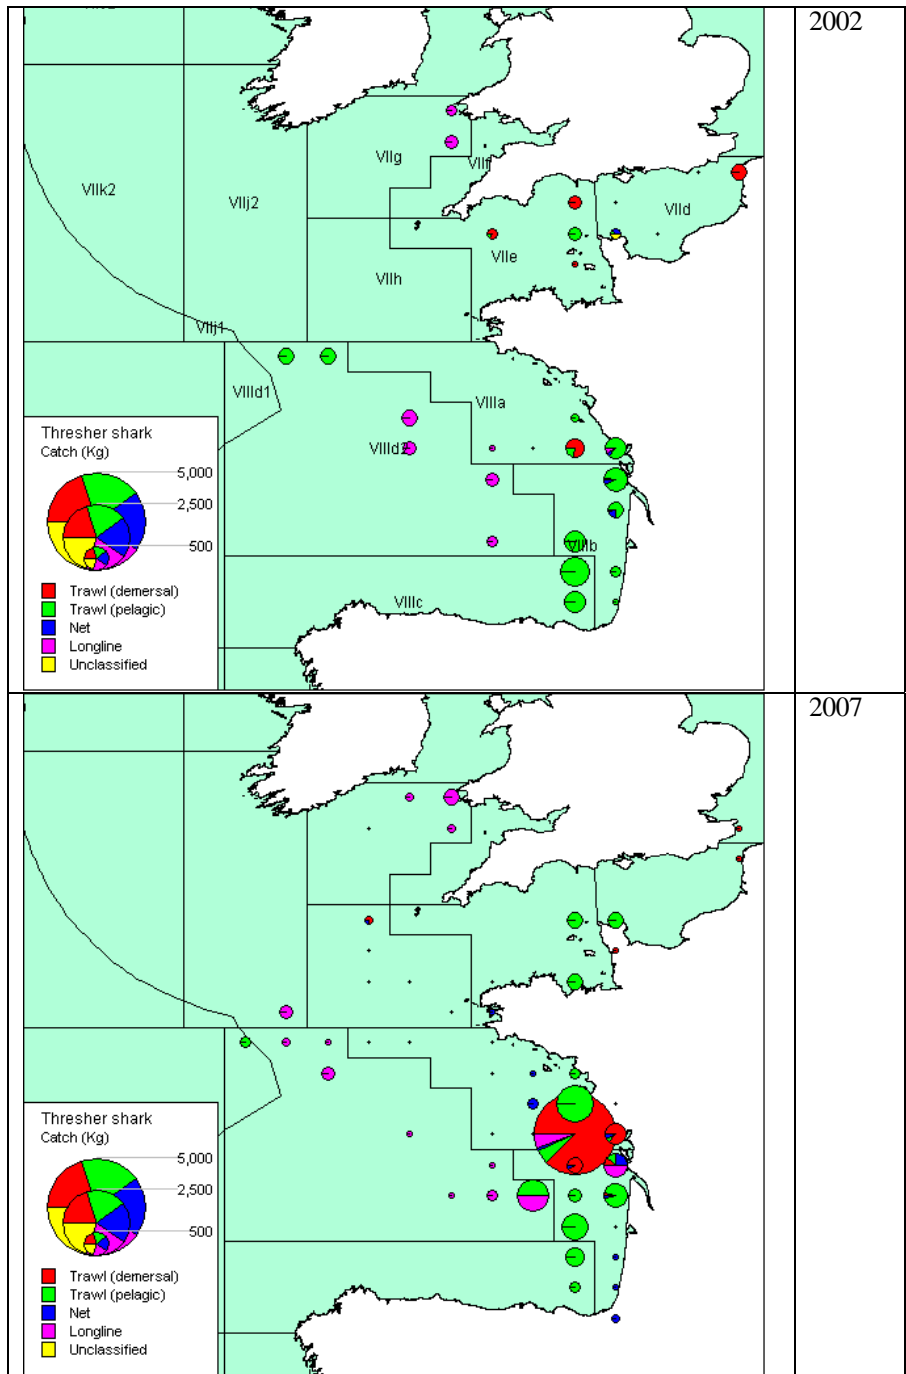 2002
VIIg
VIIf
VIIk2
VIIj2
VIId
VIIe
VIIh
VIIj1
VIIId1
VIIIa
VIIId2
VIIIb
VIIIc
Thresher shark
Catch (Kg)
5,000
2,500
500
Trawl (demersal)
Trawl (pelagic)
Net
Longline
Unclassified
2007
Thresher shark
Catch (Kg)
5,000
2,500
500
Trawl (demersal)
Trawl (pelagic)
Net
Longline
Unclassified